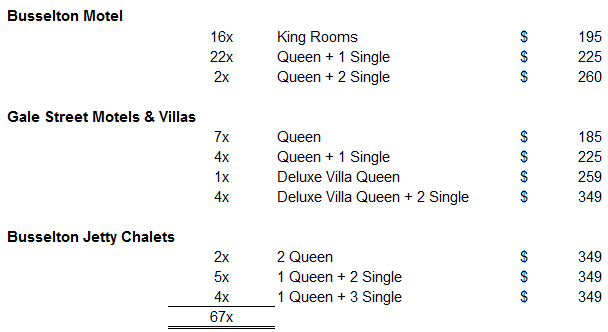 Busselton Motel
16x King Rooms $ 195
22x Queen + 1 Single $ 225
2x Queen + 2 Single $ 260
Gale Street Motels & Villas
7x Queen $ 185
4x Queen + 1 Single $ 225
1x Deluxe Villa Queen $ 259
4x Deluxe Villa Queen + 2 Single $ 349
Busselton Jetty Chalets
2x 2 Queen $ 349
5x 1 Queen + 2 Single $ 349
4x 1 Queen + 3 Single $ 349
67x